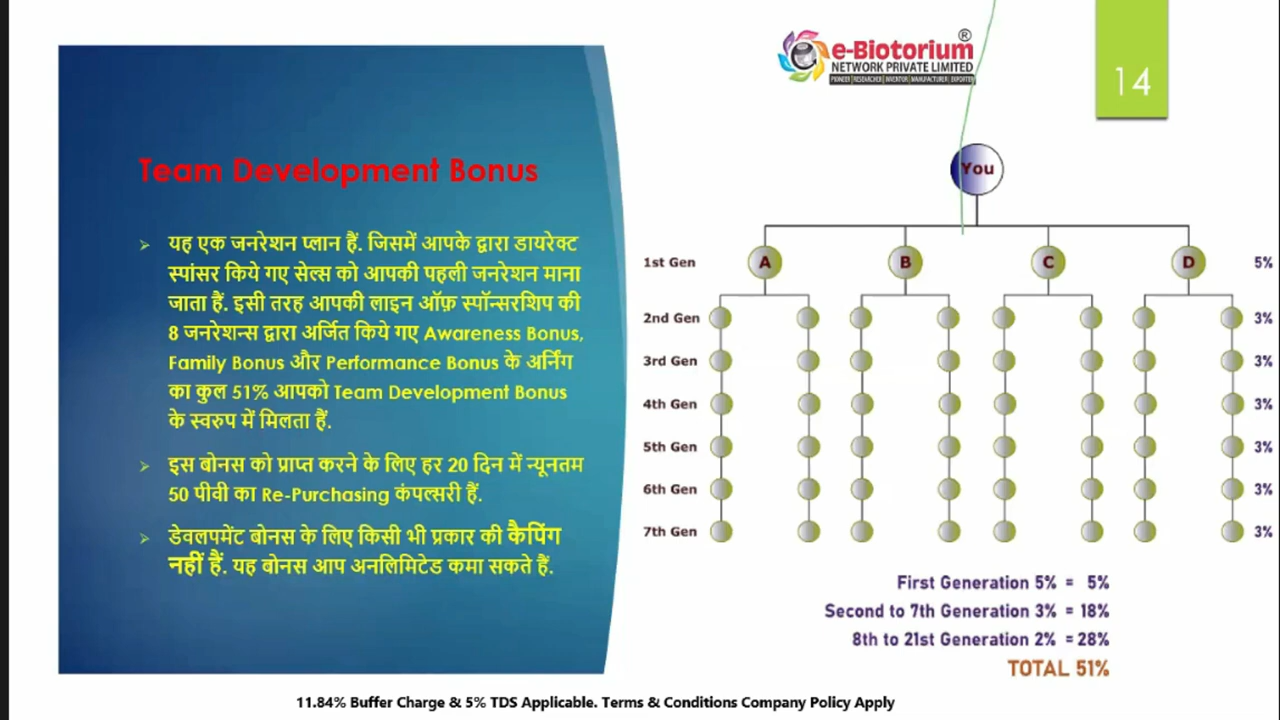 e-Biotorium®
NETWORK PRIVATE LIMITED
PIONEER | RESEARCHER | INVENTOR | MANUFACTURER | EXPORTER
14
Team Development Bonus
➢ यह एक जनरेशन प्लान हैं. जिसमें आपके द्वारा डायरेक्ट
स्पांसर किये गए सेल्स को आपकी पहली जनरेशन माना
जाता हैं. इसी तरह आपकी लाइन ऑफ़ स्पॉन्सरशिप की
8 जनरेशन्स द्वारा अर्जित किये गए Awareness Bonus,
Family Bonus और Performance Bonus के अर्निंग
का कुल 51% आपको Team Development Bonus
के स्वरुप में मिलता हैं.
➢ इस बोनस को प्राप्त करने के लिए हर 20 दिन में न्यूनतम
50 पीवी का Re-Purchasing कंपल्सरी हैं.
➢ डेवलपमेंट बोनस के लिए किसी भी प्रकार की कैपिंग
नहीं हैं. यह बोनस आप अनलिमिटेड कमा सकते हैं.
You
1st Gen A B C D 5%
2nd Gen 3%
3rd Gen 3%
4th Gen 3%
5th Gen 3%
6th Gen 3%
7th Gen 3%
First Generation 5% = 5%
Second to 7th Generation 3% = 18%
8th to 21st Generation 2% = 28%
TOTAL 51%
11.84% Buffer Charge & 5% TDS Applicable. Terms & Conditions Company Policy Apply